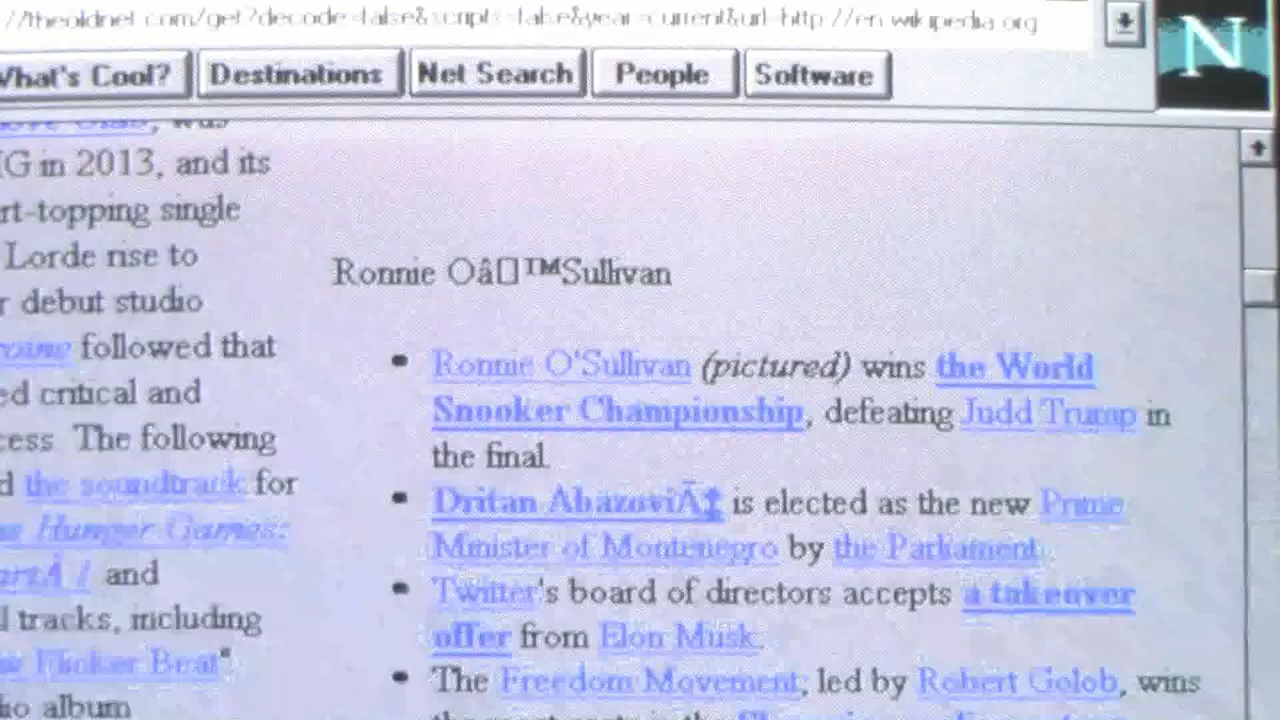 //theoldnet.com/get?decode=false&scripts=false&year=current&url=http://en.wikipedia.org
What's Cool? Destinations Net Search People Software
N
was
G in 2013, and its
rt-topping single
Lorde rise to
r debut studio
followed that
ed critical and
cess. The following
d the soundtrack for
Hunger Games:
art Â / and
l tracks, including
Flicker Beat"
io album
Ronnie Oâ□™Sullivan
• Ronnie O'Sullivan (pictured) wins the World
Snooker Championship, defeating Judd Trump in
the final.
• Dritan AbazoviÄ‡ is elected as the new Prime
Minister of Montenegro by the Parliament.
• Twitter's board of directors accepts a takeover
offer from Elon Musk.
• The Freedom Movement, led by Robert Golob, wins